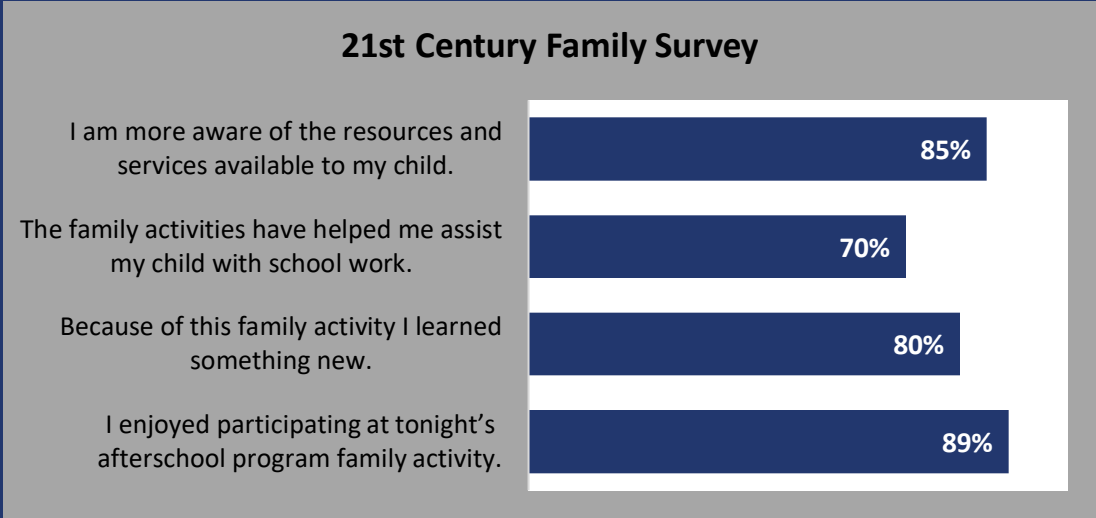 21st Century Family Survey
I am more aware of the resources and
services available to my child.
85%
The family activities have helped me assist
my child with school work.
70%
Because of this family activity I learned
something new.
80%
I enjoyed participating at tonight’s
afterschool program family activity.
89%